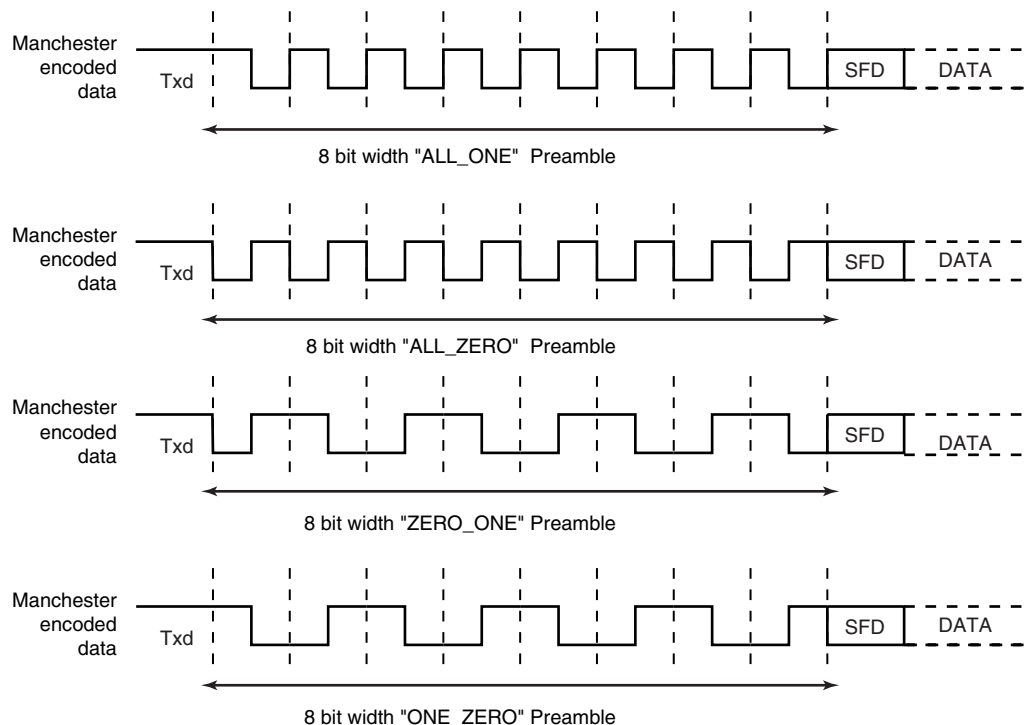 Manchester
encoded
data
Txd
SFD
DATA
8 bit width "ALL_ONE" Preamble
Manchester
encoded
data
Txd
SFD
DATA
8 bit width "ALL_ZERO" Preamble
Manchester
encoded
data
Txd
SFD
DATA
8 bit width "ZERO_ONE" Preamble
Manchester
encoded
data
Txd
SFD
DATA
8 bit width "ONE_ZERO" Preamble